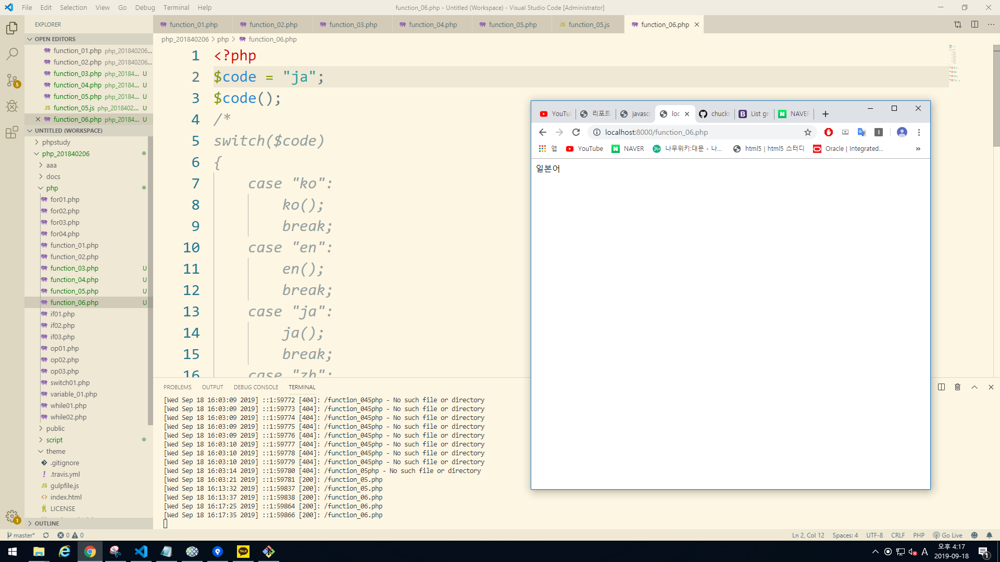 File Edit Selection View Go Debug Terminal Help
function_06.php - Untitled (Workspace) - Visual Studio Code [Administrator]
EXPLORER
function_01.php function_02.php function_03.php function_04.php function_05.php JS function_05.js function_06.php
OPEN EDITORS
function_01.php php_201840206...
function_02.php php_201840206...
function_03.php php_20184... U
function_04.php php_20184... U
function_05.php php_20184... U
JS function_05.js php_2018402... U
function_06.php php_20184... U
UNTITLED (WORKSPACE)
phpstudy
php_201840206
aaa
docs
php
for01.php
for02.php
for03.php
for04.php
function_01.php
function_02.php
function_03.php U
function_04.php U
function_05.php U
function_06.php U
if01.php
if02.php
if03.php
op01.php
op02.php
op03.php
switch01.php
variable_01.php
while01.php
while02.php
public
script
theme
.gitignore
! .travis.yml
JS gulpfile.js
<> index.html
LICENSE
OUTLINE
5
1
php_201840206 > php > function_06.php
1 <?php
2 $code = "ja";
3 $code();
4 /*
5 switch($code)
6 {
7 case "ko":
8 ko();
9 break;
10 case "en":
11 en();
12 break;
13 case "ja":
14 ja();
15 break;
16 case "zh":
YouTu 리포트 javascr loc chucks List gr NAVER
localhost:8000/function_06.php
앱 YouTube NAVER 나무위키:대문 - 나... html5 | html5 스터디 Oracle | Integrated... »
일본어
PROBLEMS OUTPUT DEBUG CONSOLE TERMINAL
[Wed Sep 18 16:03:09 2019] ::1:59772 [404]: /function_045php - No such file or directory
[Wed Sep 18 16:03:09 2019] ::1:59773 [404]: /function_045php - No such file or directory
[Wed Sep 18 16:03:09 2019] ::1:59774 [404]: /function_045php - No such file or directory
[Wed Sep 18 16:03:09 2019] ::1:59775 [404]: /function_045php - No such file or directory
[Wed Sep 18 16:03:09 2019] ::1:59776 [404]: /function_045php - No such file or directory
[Wed Sep 18 16:03:10 2019] ::1:59777 [404]: /function_045php - No such file or directory
[Wed Sep 18 16:03:10 2019] ::1:59778 [404]: /function_045php - No such file or directory
[Wed Sep 18 16:03:10 2019] ::1:59779 [404]: /function_045php - No such file or directory
[Wed Sep 18 16:03:14 2019] ::1:59780 [404]: /function_05php - No such file or directory
[Wed Sep 18 16:03:21 2019] ::1:59781 [200]: /function_05.php
[Wed Sep 18 16:13:32 2019] ::1:59837 [200]: /function_05.php
[Wed Sep 18 16:13:37 2019] ::1:59838 [200]: /function_06.php
[Wed Sep 18 16:17:25 2019] ::1:59864 [200]: /function_06.php
[Wed Sep 18 16:17:35 2019] ::1:59866 [200]: /function_06.php
master* 0 0
Ln 2, Col 12 Spaces: 4 UTF-8 CRLF PHP Go Live
TALK
A 오후 4:17
2019-09-18
1